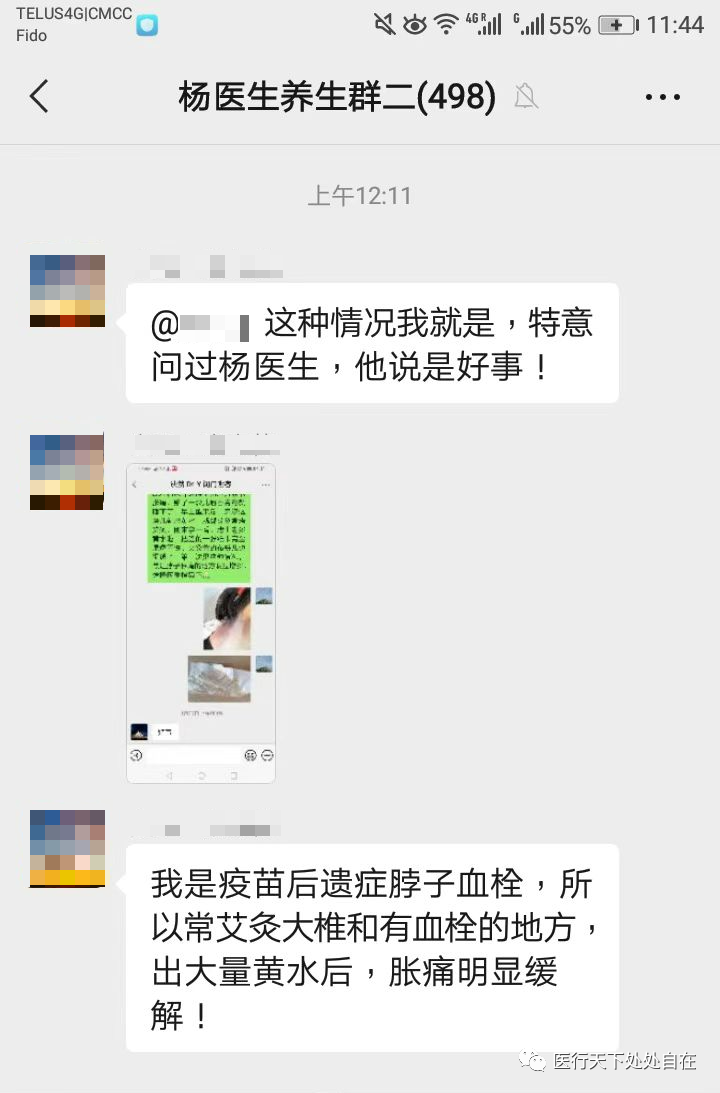 TELUS4G|CMCC
Fido
4G R
G
55%
11:44
杨医生养生群二(498)
上午12:11
@ 这种情况我就是，特意
问过杨医生，他说是好事！
我是疫苗后遗症脖子血栓，所
以常艾灸大椎和有血栓的地方，
出大量黄水后，胀痛明显缓
解！
医行天下处处自在